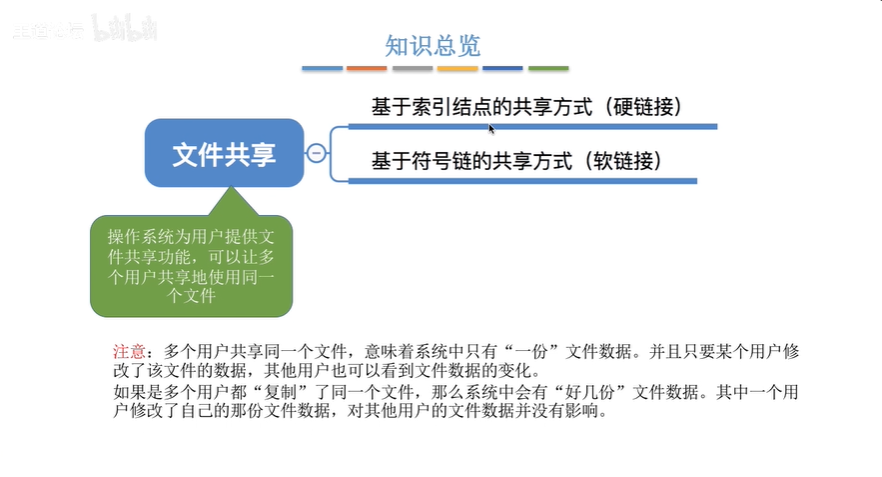 bilibili
知识总览
文件共享
基于索引结点的共享方式（硬链接）
基于符号链的共享方式（软链接）
操作系统为用户提供文
件共享功能，可以让多
个用户共享地使用同一
个文件
注意：多个用户共享同一个文件，意味着系统中只有“一份”文件数据。并且只要某个用户修
改了该文件的数据，其他用户也可以看到文件数据的变化。
如果是多个用户都“复制”了同一个文件，那么系统中会有“好几份”文件数据。其中一个用
户修改了自己的那份文件数据，对其他用户的文件数据并没有影响。